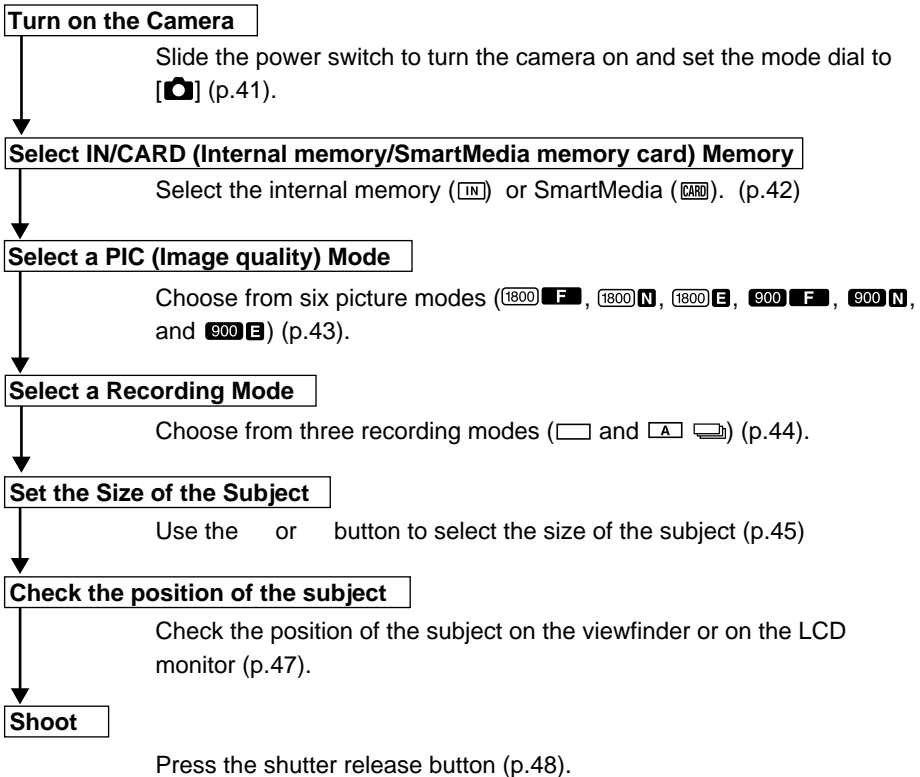 Turn on the Camera
Slide the power switch to turn the camera on and set the mode dial to
[ ] (p.41).
Select IN/CARD (Internal memory/SmartMedia memory card) Memory
Select the internal memory (IN) or SmartMedia (CARD). (p.42)
Select a PIC (Image quality) Mode
Choose from six picture modes (1800 F, 1800 N, 1800 E, 900 F, 900 N,
and 900 E) (p.43).
Select a Recording Mode
Choose from three recording modes ( and A ) (p.44).
Set the Size of the Subject
Use the or button to select the size of the subject (p.45)
Check the position of the subject
Check the position of the subject on the viewfinder or on the LCD
monitor (p.47).
Shoot
Press the shutter release button (p.48).